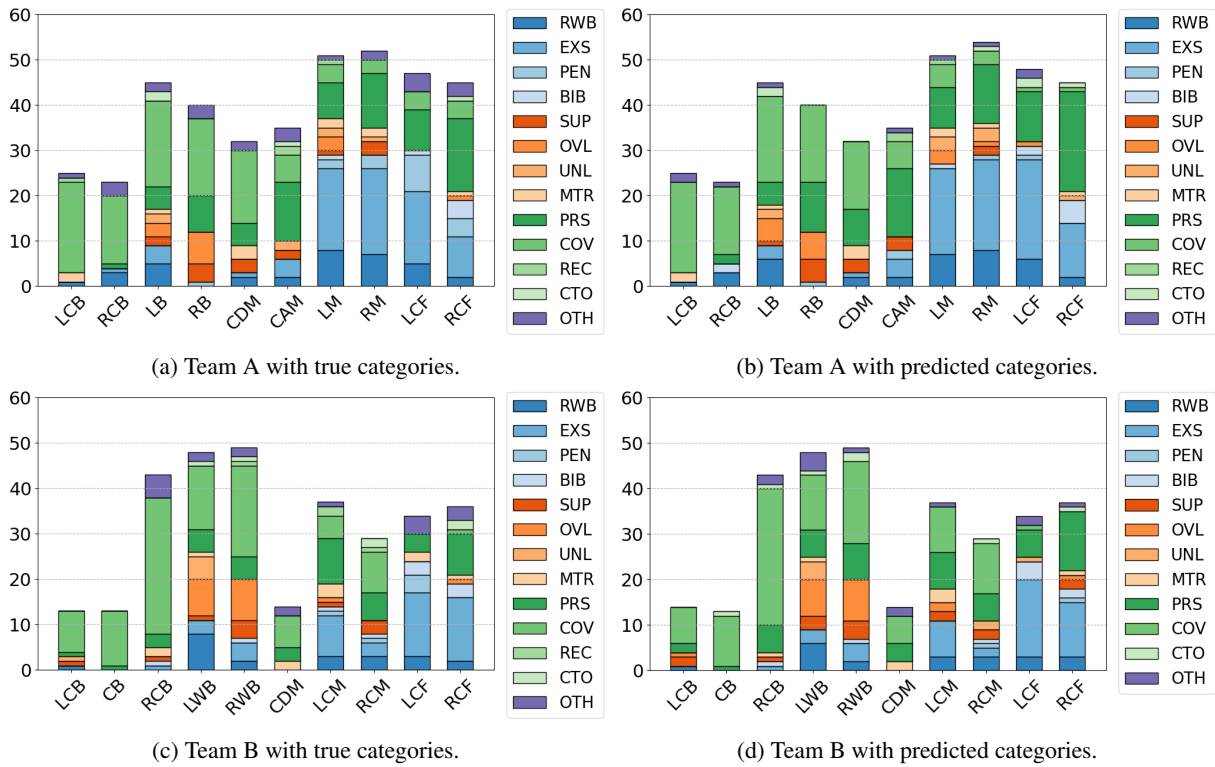 60
50
40
30
20
10
0
LCB RCB LB RB CDM CAM LM RM LCF RCF
RWB
EXS
PEN
BIB
SUP
OVL
UNL
MTR
PRS
COV
REC
CTO
OTH
(a) Team A with true categories.
60
50
40
30
20
10
0
LCB RCB LB RB CDM CAM LM RM LCF RCF
RWB
EXS
PEN
BIB
SUP
OVL
UNL
MTR
PRS
COV
REC
CTO
OTH
(b) Team A with predicted categories.
60
50
40
30
20
10
0
LCB CB RCB LWB RWB CDM LCM RCM LCF RCF
RWB
EXS
PEN
BIB
SUP
OVL
UNL
MTR
PRS
COV
REC
CTO
OTH
(c) Team B with true categories.
60
50
40
30
20
10
0
LCB CB RCB LWB RWB CDM LCM RCM LCF RCF
RWB
EXS
PEN
BIB
SUP
OVL
UNL
MTR
PRS
COV
CTO
OTH
(d) Team B with predicted categories.